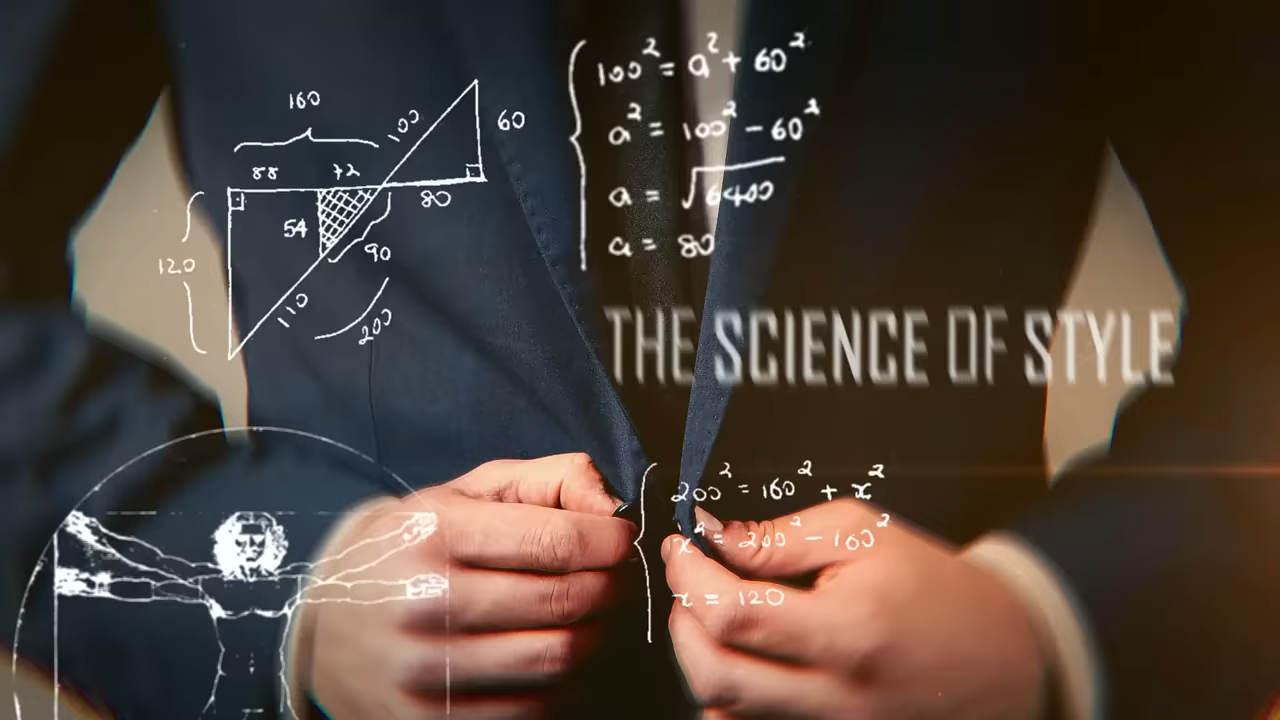 160
100
60
88
72
80
54
90
120
110
200
100² = a² + 60²
a² = 100² - 60²
a = √6400
a = 80
THE SCIENCE OF STYLE
200² = 160² + x²
x² = 200² - 160²
x = 120